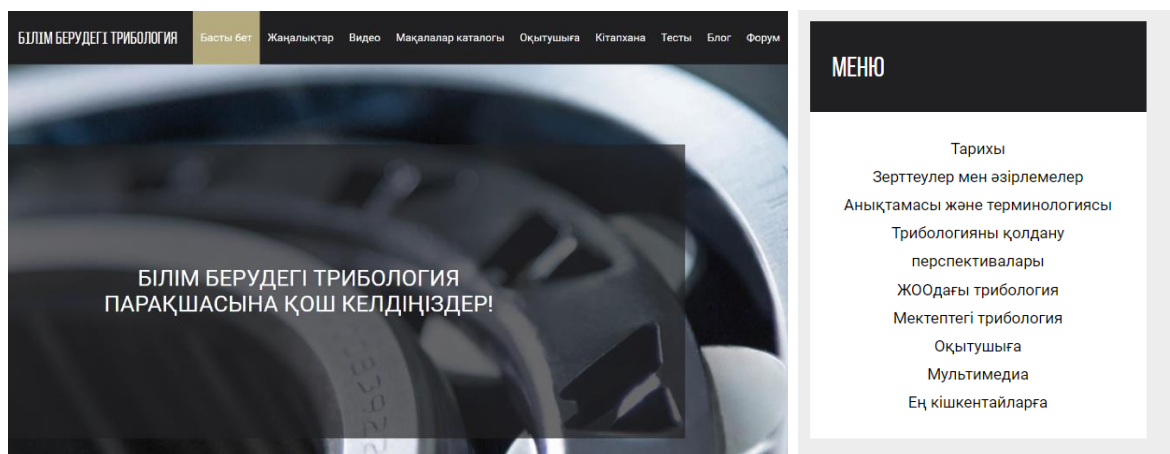 БІЛІМ БЕРУДЕГІ ТРИБОЛОГИЯ
Басты бет
Жаңалықтар
Видео
Мақалалар каталогы
Оқытушыға
Кітапхана
Тесты
Блог
Форум
БІЛІМ БЕРУДЕГІ ТРИБОЛОГИЯ
ПАРАҚШАСЫНА ҚОШ КЕЛДІҢІЗДЕР!
МЕНЮ
Тарихы
Зерттеулер мен әзірлемелер
Анықтамасы және терминологиясы
Трибологияны қолдану
перспективалары
ЖООдағы трибология
Мектептегі трибология
Оқытушыға
Мультимедиа
Ең кішкентайларға